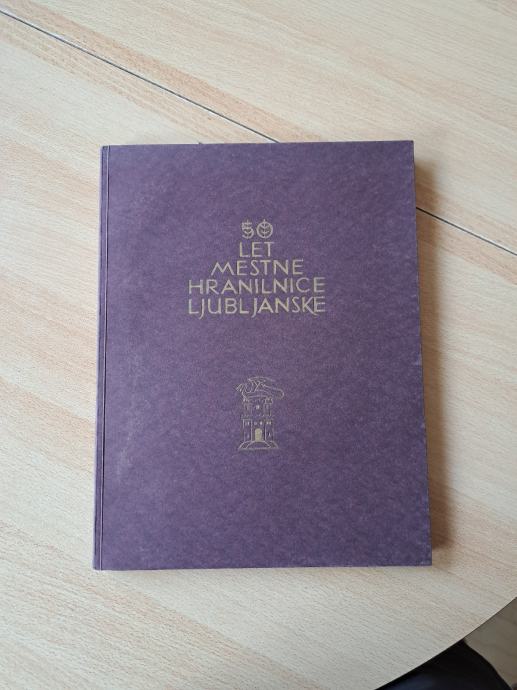 50
LET
MESTNE
HRANILNICE
LJUBLJANSKE